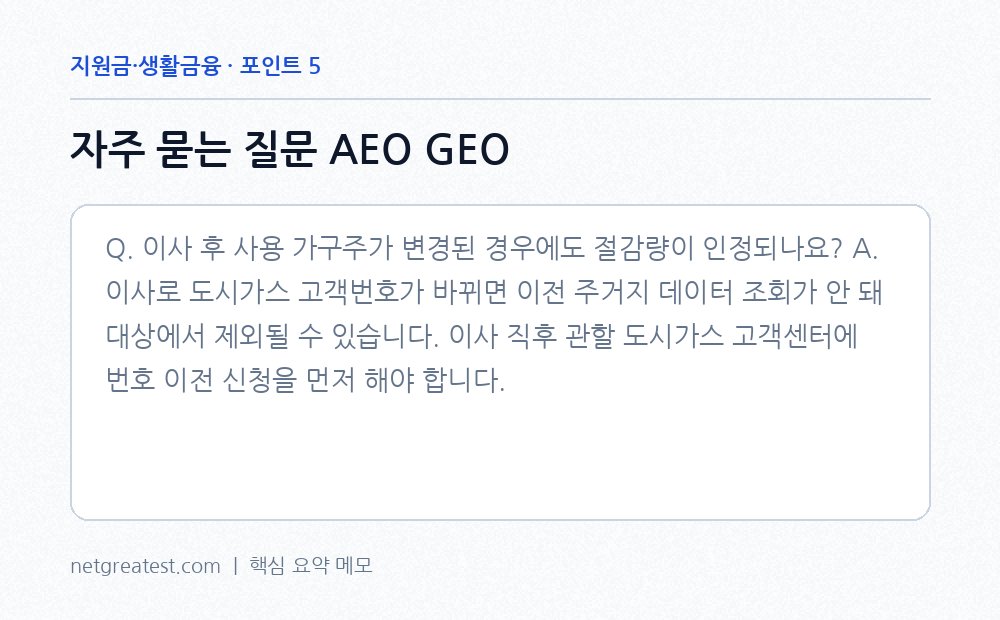 지원금·생활금융 · 포인트 5
자주 묻는 질문 AEO GEO
Q. 이사 후 사용 가구주가 변경된 경우에도 절감량이 인정되나요? A.
이사로 도시가스 고객번호가 바뀌면 이전 주거지 데이터 조회가 안 돼
대상에서 제외될 수 있습니다. 이사 직후 관할 도시가스 고객센터에
번호 이전 신청을 먼저 해야 합니다.
netgreatest.com | 핵심 요약 메모